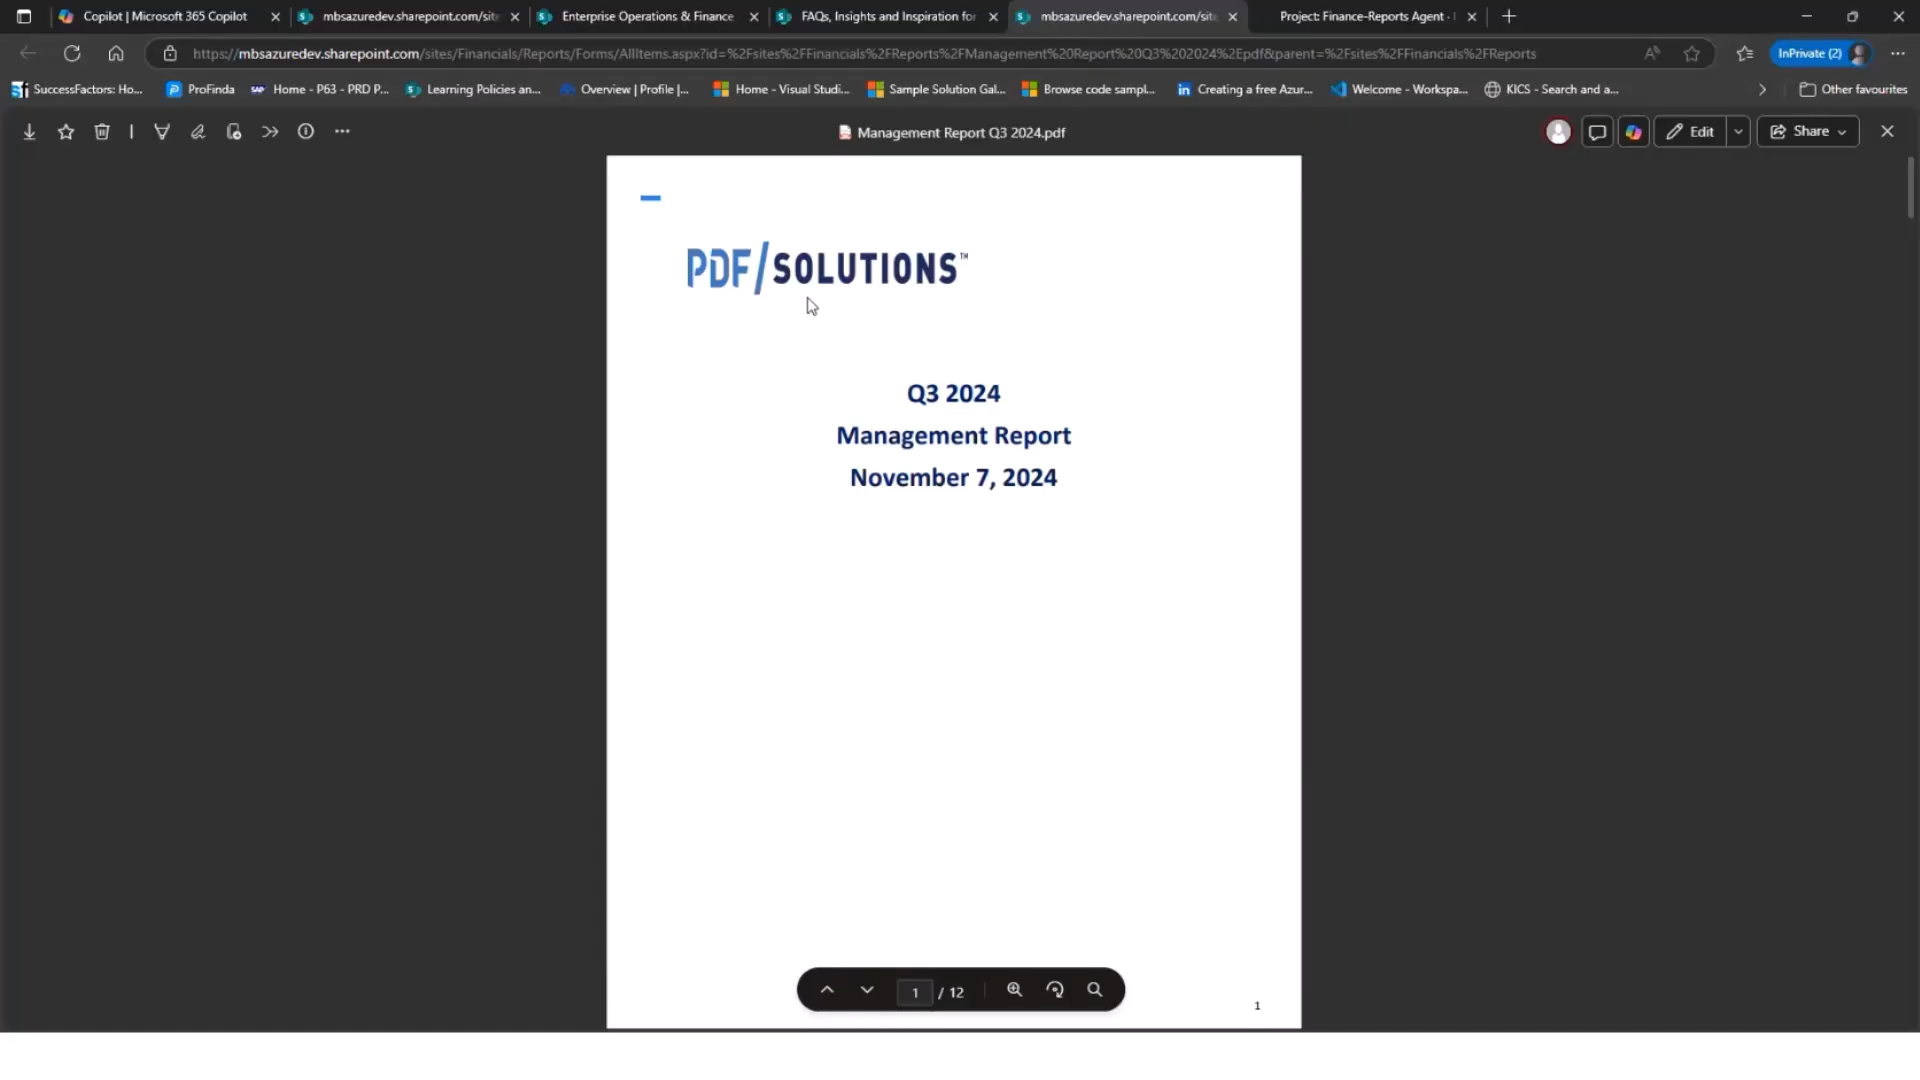 Copilot | Microsoft 365 Copilot
mbsazuredev.sharepoint.com/site
Enterprise Operations & Finance
FAQs, Insights and Inspiration for
mbsazuredev.sharepoint.com/site
Project: Finance-Reports Agent -
https://mbsazuredev.sharepoint.com/sites/Financials/Reports/Forms/AllItems.aspx?id=%2Fsites%2FFinancials%2FReports%2FManagement%20Report%20Q3%202024%2Epdf&parent=%2Fsites%2FFinancials%2FReports
InPrivate (2)
SuccessFactors: Ho...
ProFinda
Home - P63 - PRD P...
Learning Policies an...
Overview | Profile |...
Home - Visual Studi...
Sample Solution Gal...
Browse code sampl...
Creating a free Azur...
Welcome - Workspa...
KICS - Search and a...
Other favourites
Management Report Q3 2024.pdf
Edit
Share
PDF/SOLUTIONS™
Q3 2024
Management Report
November 7, 2024
1 / 12
1